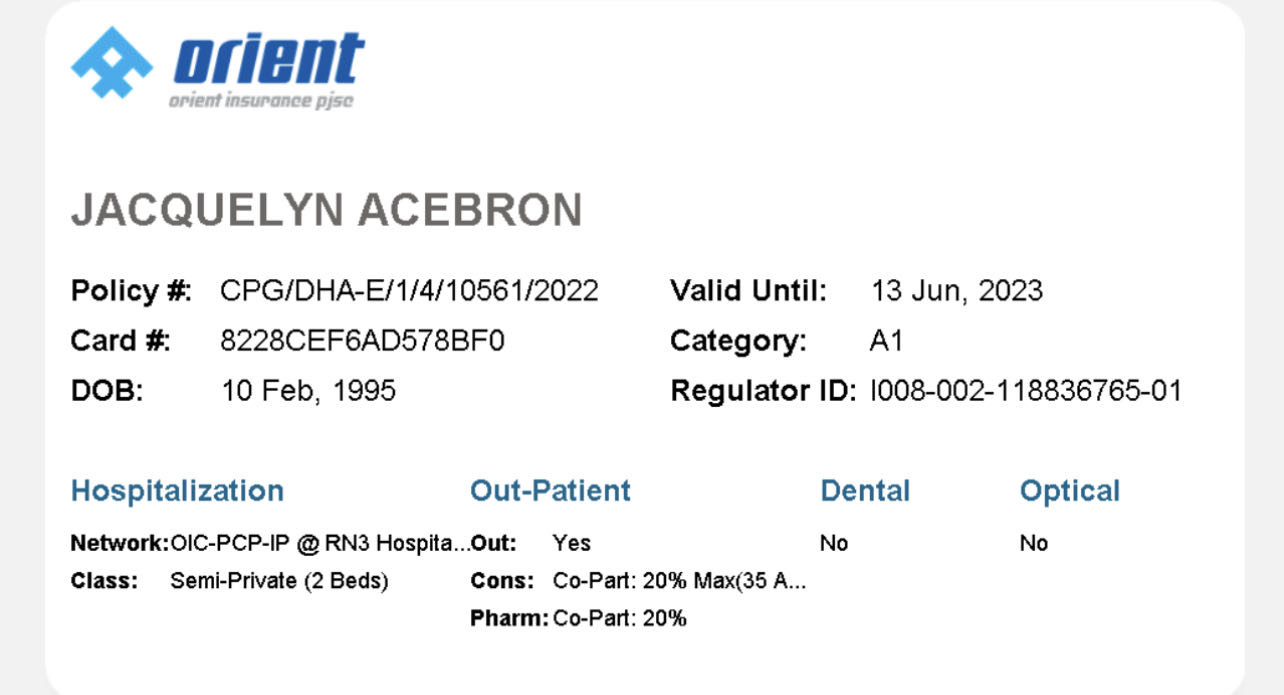 orient
orient insurance pjsc
JACQUELYN ACEBRON
Policy #: CPG/DHA-E/1/4/10561/2022 Valid Until: 13 Jun, 2023
Card #: 8228CEF6AD578BF0 Category: A1
DOB: 10 Feb, 1995 Regulator ID: I008-002-118836765-01
Hospitalization Out-Patient Dental Optical
Network: OIC-PCP-IP @ RN3 Hospita... Out: Yes No No
Class: Semi-Private (2 Beds) Cons: Co-Part: 20% Max(35 A...
Pharm: Co-Part: 20%